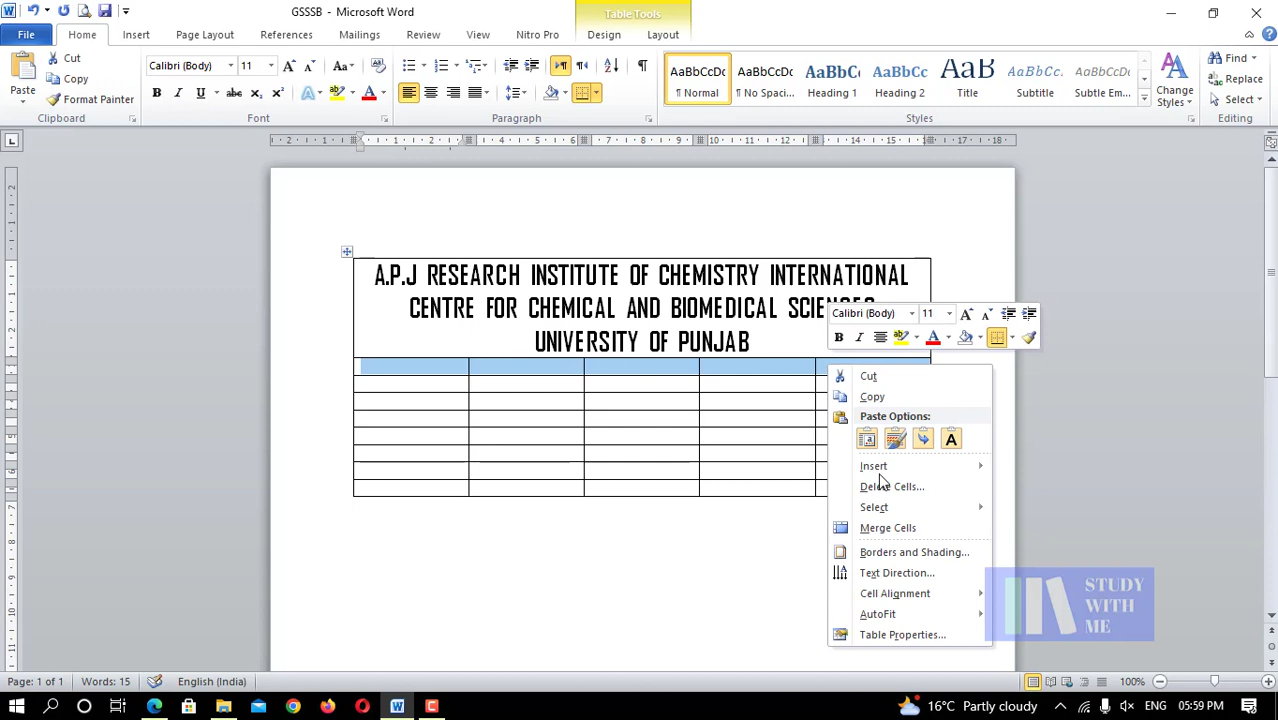 GSSSB - Microsoft Word
Table Tools
File
Home
Insert
Page Layout
References
Mailings
Review
View
Nitro Pro
Design
Layout
Paste
Cut
Copy
Format Painter
Clipboard
Calibri (Body)
11
Font
Paragraph
AaBbCcDc
¶ Normal
AaBbCcDc
¶ No Spaci...
AaBbC
Heading 1
AaBbCc
Heading 2
AaB
Title
AaBbCc.
Subtitle
AaBbCcDc
Subtle Em...
Change
Styles
Styles
Find
Replace
Select
Editing
A.P.J RESEARCH INSTITUTE OF CHEMISTRY INTERNATIONAL
CENTRE FOR CHEMICAL AND BIOMEDICAL SCIENCES
UNIVERSITY OF PUNJAB
Calibri (Body)
11
Cut
Copy
Paste Options:
Insert
Delete Cells...
Select
Merge Cells
Borders and Shading...
Text Direction...
Cell Alignment
AutoFit
Table Properties...
STUDY
WITH
ME
Page: 1 of 1
Words: 15
English (India)
100%
16°C Partly cloudy
ENG
05:59 PM